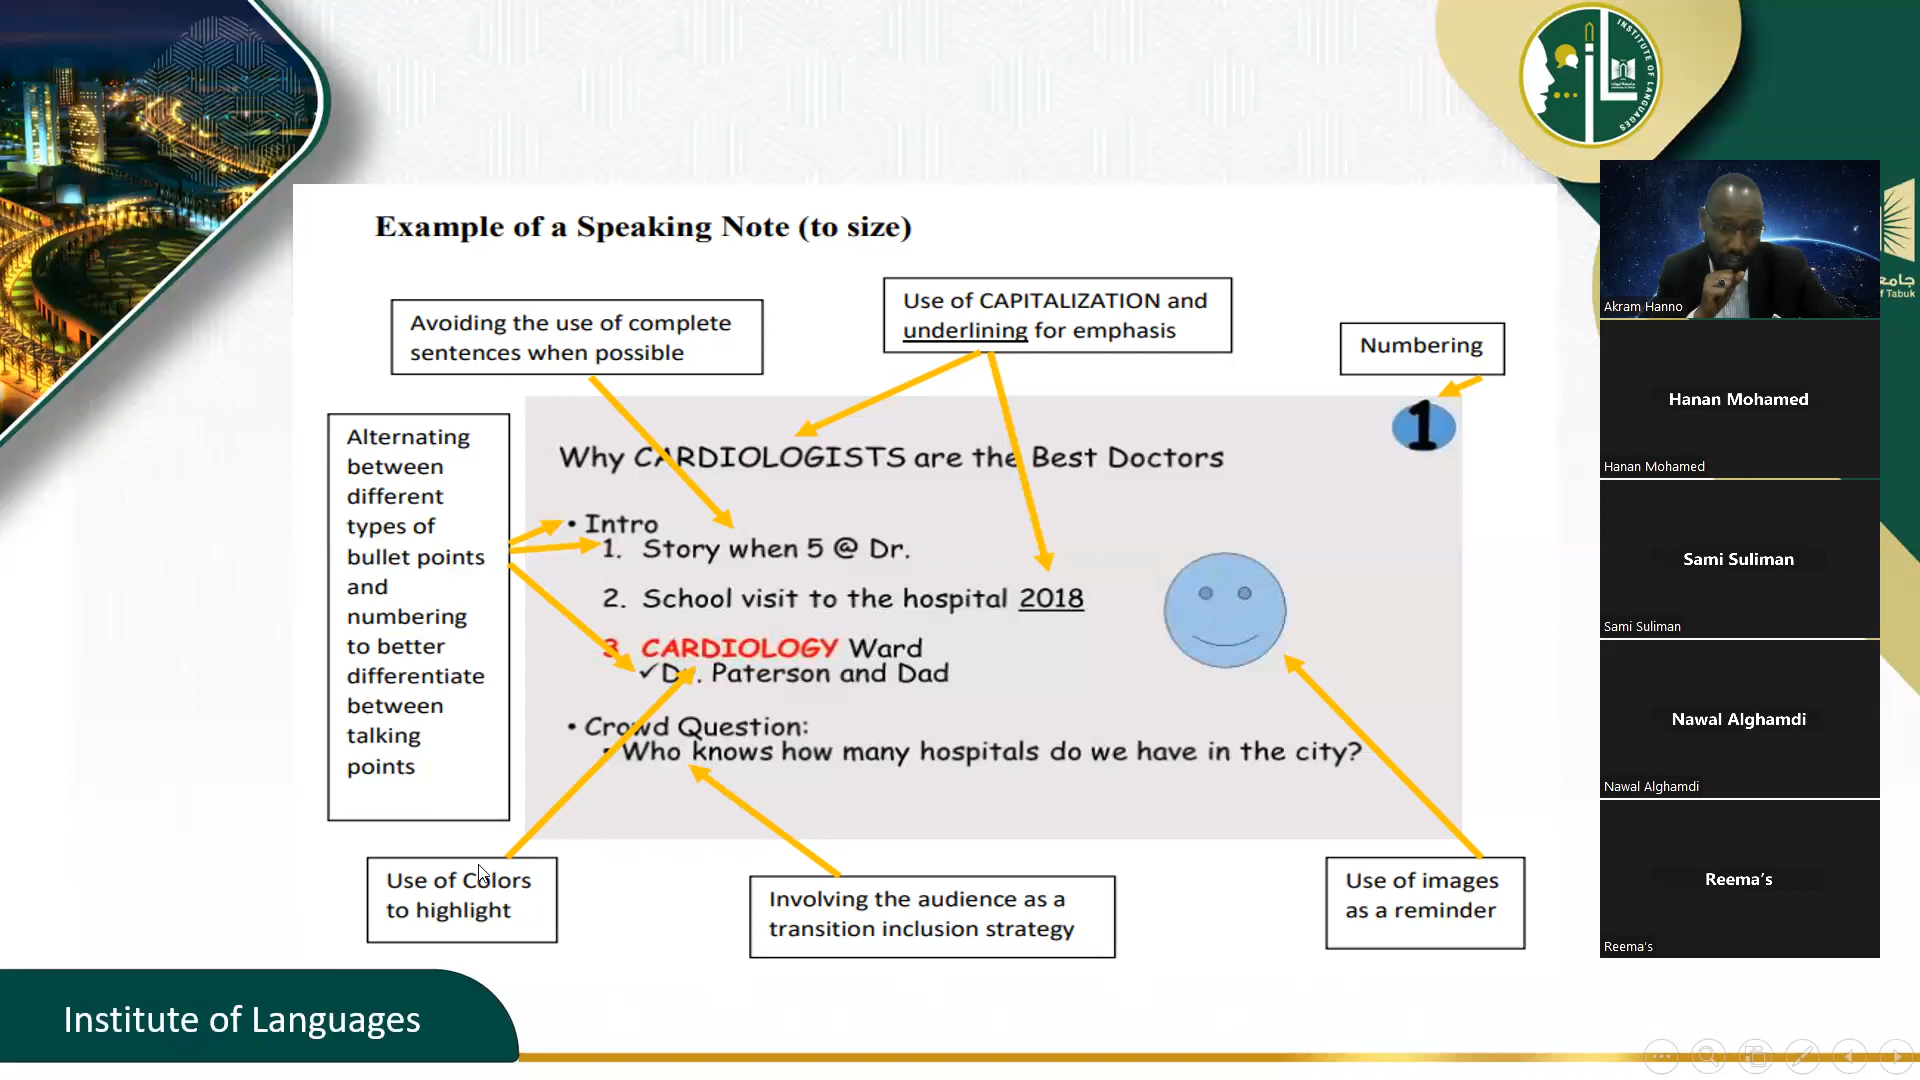 INSTITUTE OF LANGUAGES
Example of a Speaking Note (to size)
Avoiding the use of complete
sentences when possible
Use of CAPITALIZATION and
underlining for emphasis
Numbering
Alternating
between
different
types of
bullet points
and
numbering
to better
differentiate
between
talking
points
1
Why CARDIOLOGISTS are the Best Doctors
• Intro
1. Story when 5 @ Dr.
2. School visit to the hospital 2018
3. CARDIOLOGY Ward
✓Dr. Paterson and Dad
• Crowd Question:
• Who knows how many hospitals do we have in the city?
Use of Colors
to highlight
Involving the audience as a
transition inclusion strategy
Use of images
as a reminder
Institute of Languages
Akram Hanno
Hanan Mohamed
Hanan Mohamed
Sami Suliman
Sami Suliman
Nawal Alghamdi
Nawal Alghamdi
Reema's
Reema's
f Tabuk